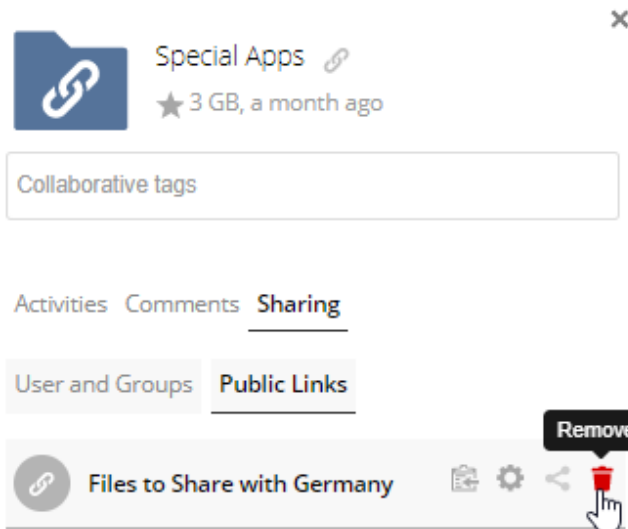 Special Apps
3 GB, a month ago
Collaborative tags
Activities Comments Sharing
User and Groups Public Links
Remove
Files to Share with Germany